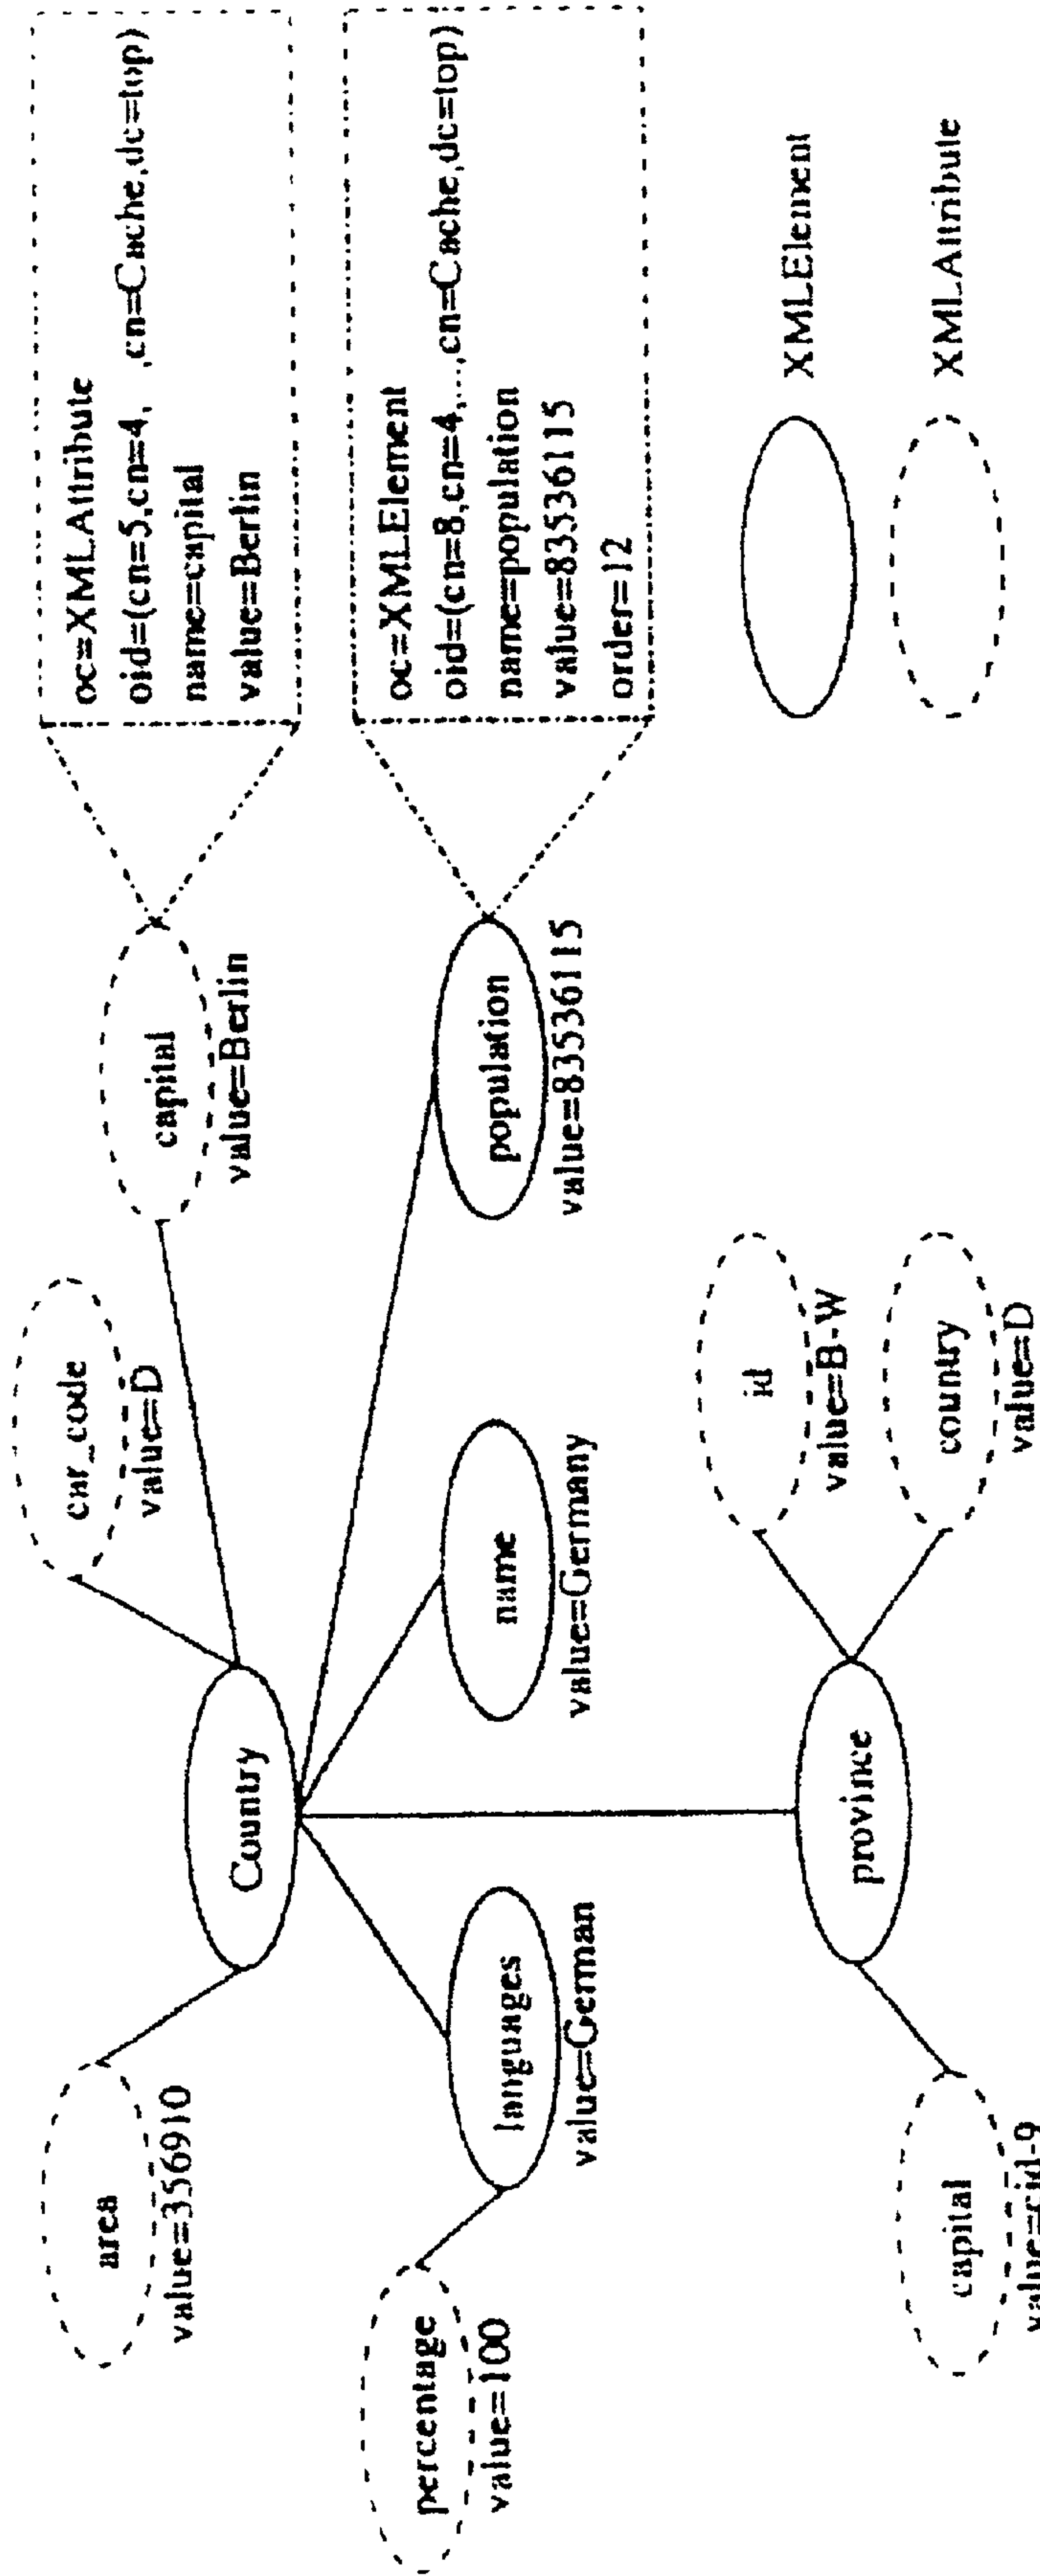 area
value=356910
car_code
value=D
Country
capital
value=Berlin
oc=XMLAttribute
oid=(cn=5,cn=4, ,cn=Cache,dc=top)
name=capital
value=Berlin
percentage
value=100
languages
value=German
name
value=Germany
population
value=83536115
oc=XMLElement
oid=(cn=8,cn=4,...,cn=Cache,dc=top)
name=population
value=83536115
order=12
capital
value=cid-9
province
id
value=B-W
country
value=D
XMLElement
XMLAttribute